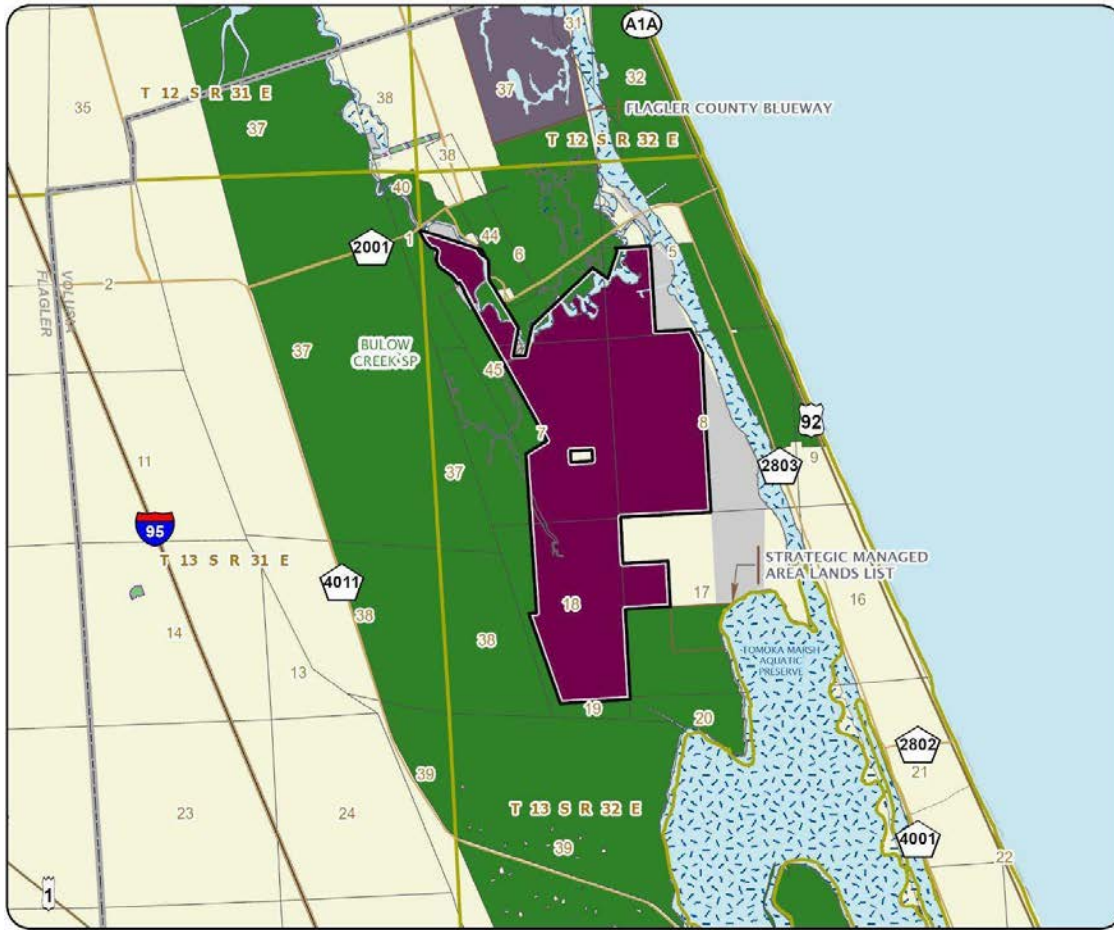 31
A1A
32
35
T 12 S R 31 E
38
37
FLAGLER COUNTY BLUEWAY
37
T 12 S R 32 E
38
40
2001
1
44
6
5
2
FLAGLER
VOLUSIA
37
BULOW
CREEK SP
45
7
8
92
2803
9
11
37
95
T 13 S R 31 E
4011
STRATEGIC MANAGED
AREA LANDS LIST
17
16
18
38
38
14
13
TOMOKA MARSH
AQUATIC
PRESERVE
19
20
2802
21
39
T 13 S R 32 E
23
24
39
4001
22
1